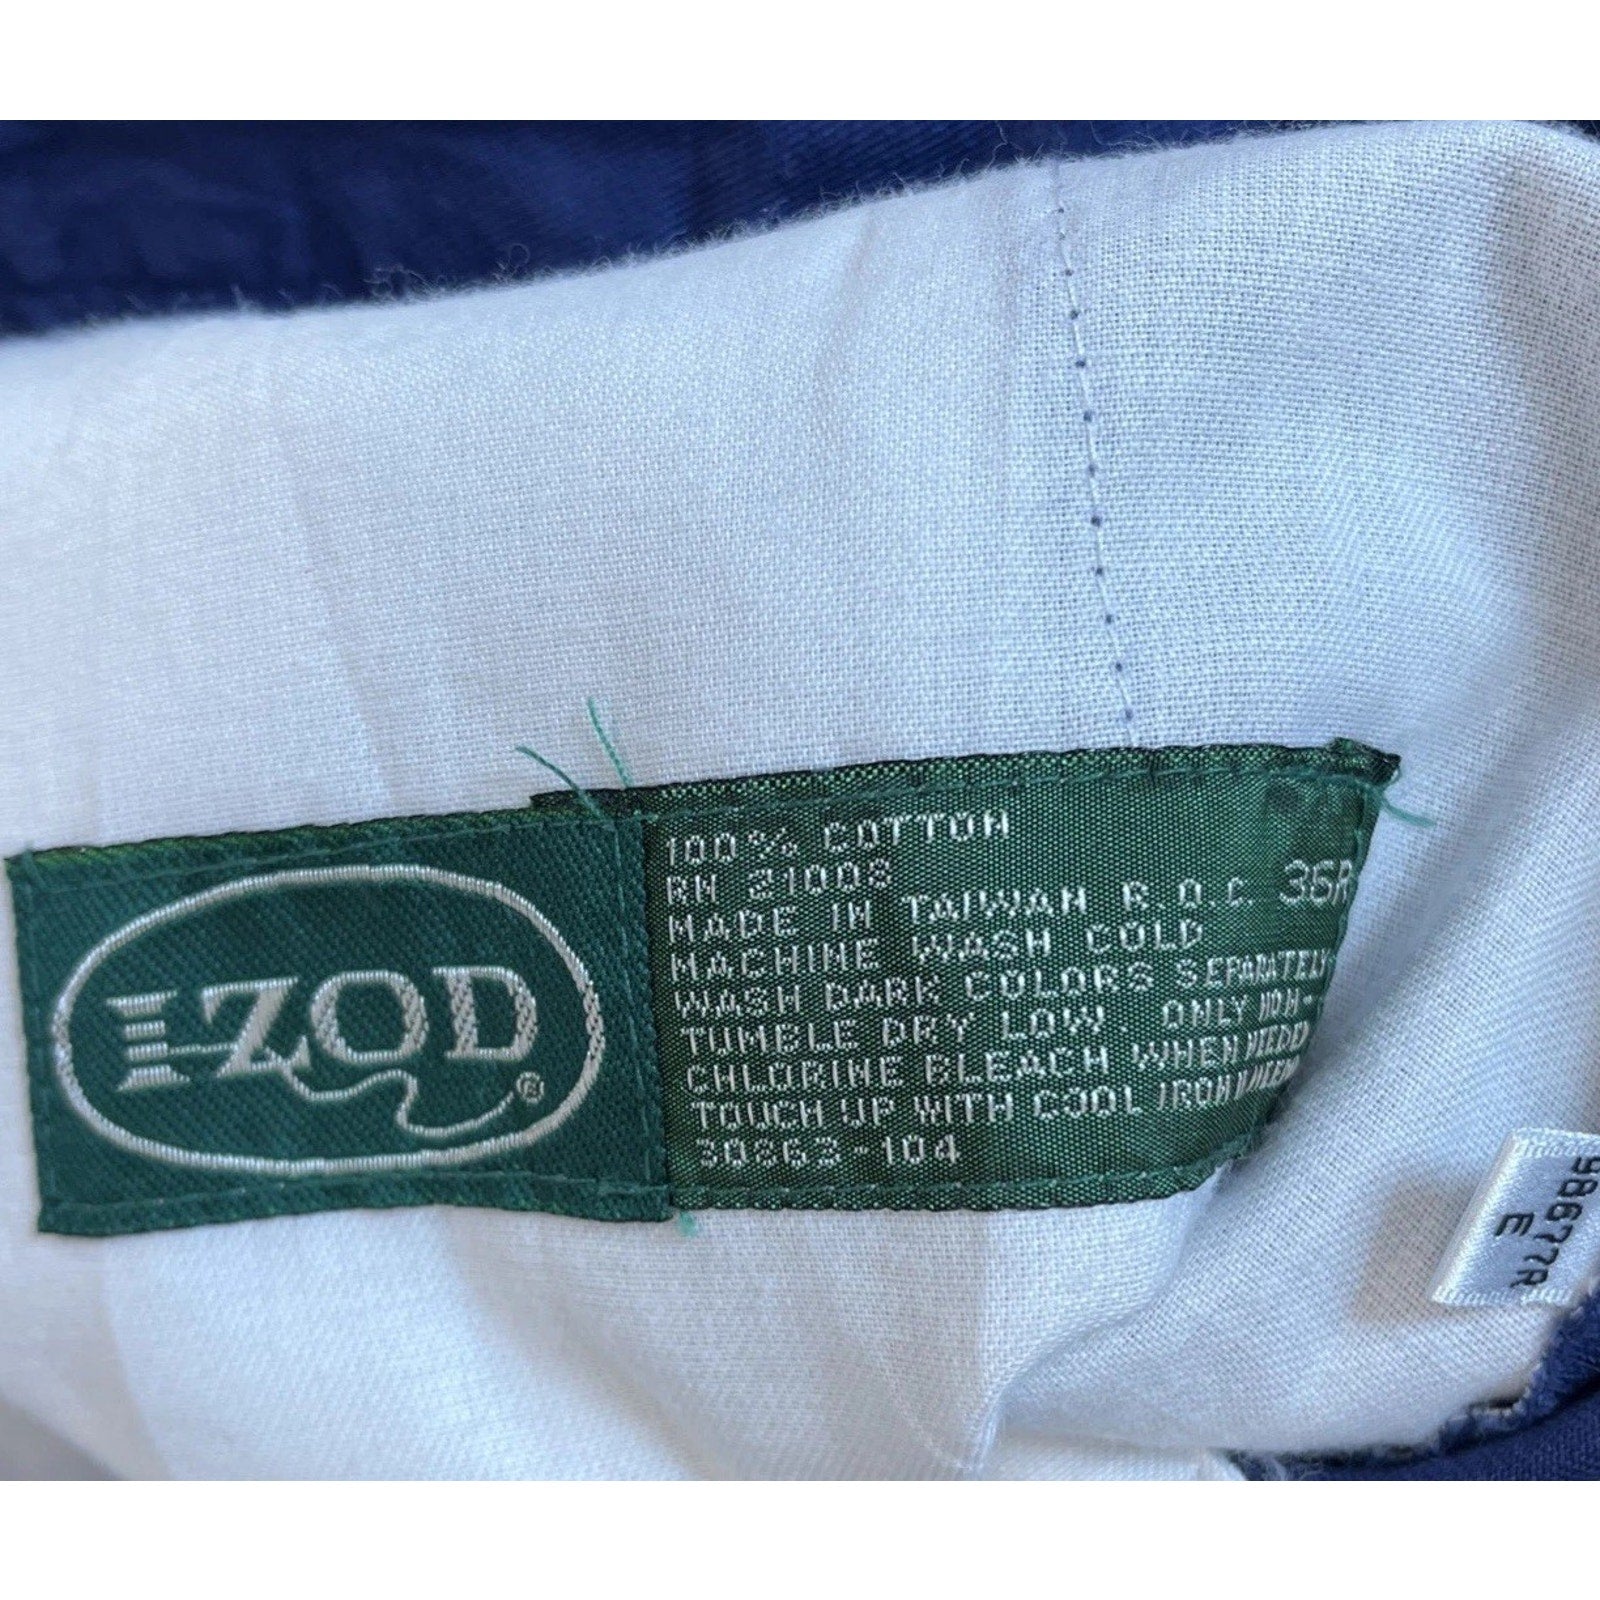 IZOD
®
100% COTTON
RN 21008
MADE IN TAIWAN R.O.C. 36R
MACHINE WASH COLD
WASH DARK COLORS SEPARATELY
TUMBLE DRY LOW. ONLY NON-
CHLORINE BLEACH WHEN NEEDED
TOUCH UP WITH COOL IRON
30363-104
98677R
E